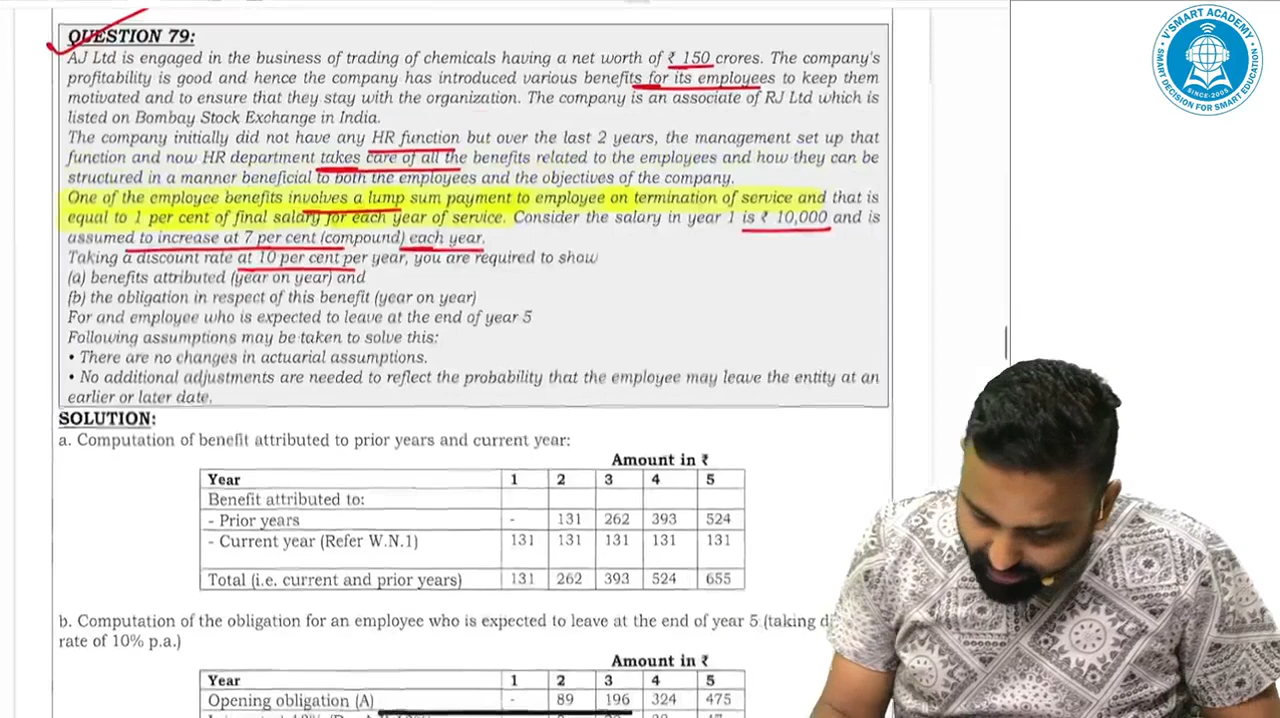 QUESTION 79:
AJ Ltd is engaged in the business of trading of chemicals having a net worth of ₹ 150 crores. The company's
profitability is good and hence the company has introduced various benefits for its employees to keep them
motivated and to ensure that they stay with the organization. The company is an associate of RJ Ltd which is
listed on Bombay Stock Exchange in India.
The company initially did not have any HR function but over the last 2 years, the management set up that
function and now HR department takes care of all the benefits related to the employees and how they can be
structured in a manner beneficial to both the employees and the objectives of the company.
One of the employee benefits involves a lump sum payment to employee on termination of service and that is
equal to 1 per cent of final salary for each year of service. Consider the salary in year 1 is ₹ 10,000 and is
assumed to increase at 7 per cent (compound) each year.
Taking a discount rate at 10 per cent per year, you are required to show
(a) benefits attributed (year on year) and
(b) the obligation in respect of this benefit (year on year)
For and employee who is expected to leave at the end of year 5
Following assumptions may be taken to solve this:
• There are no changes in actuarial assumptions.
• No additional adjustments are needed to reflect the probability that the employee may leave the entity at an
earlier or later date.
SOLUTION:
a. Computation of benefit attributed to prior years and current year:
Amount in ₹
Year 1 2 3 4 5
Benefit attributed to:
- Prior years - 131 262 393 524
- Current year (Refer W.N.1) 131 131 131 131 131
Total (i.e. current and prior years) 131 262 393 524 655
b. Computation of the obligation for an employee who is expected to leave at the end of year 5 (taking
rate of 10% p.a.)
Amount in ₹
Year 1 2 3 4 5
Opening obligation (A) - 89 196 324 475
V'SMART ACADEMY
SINCE-2005
SMART DECISION FOR SMART EDUCATION